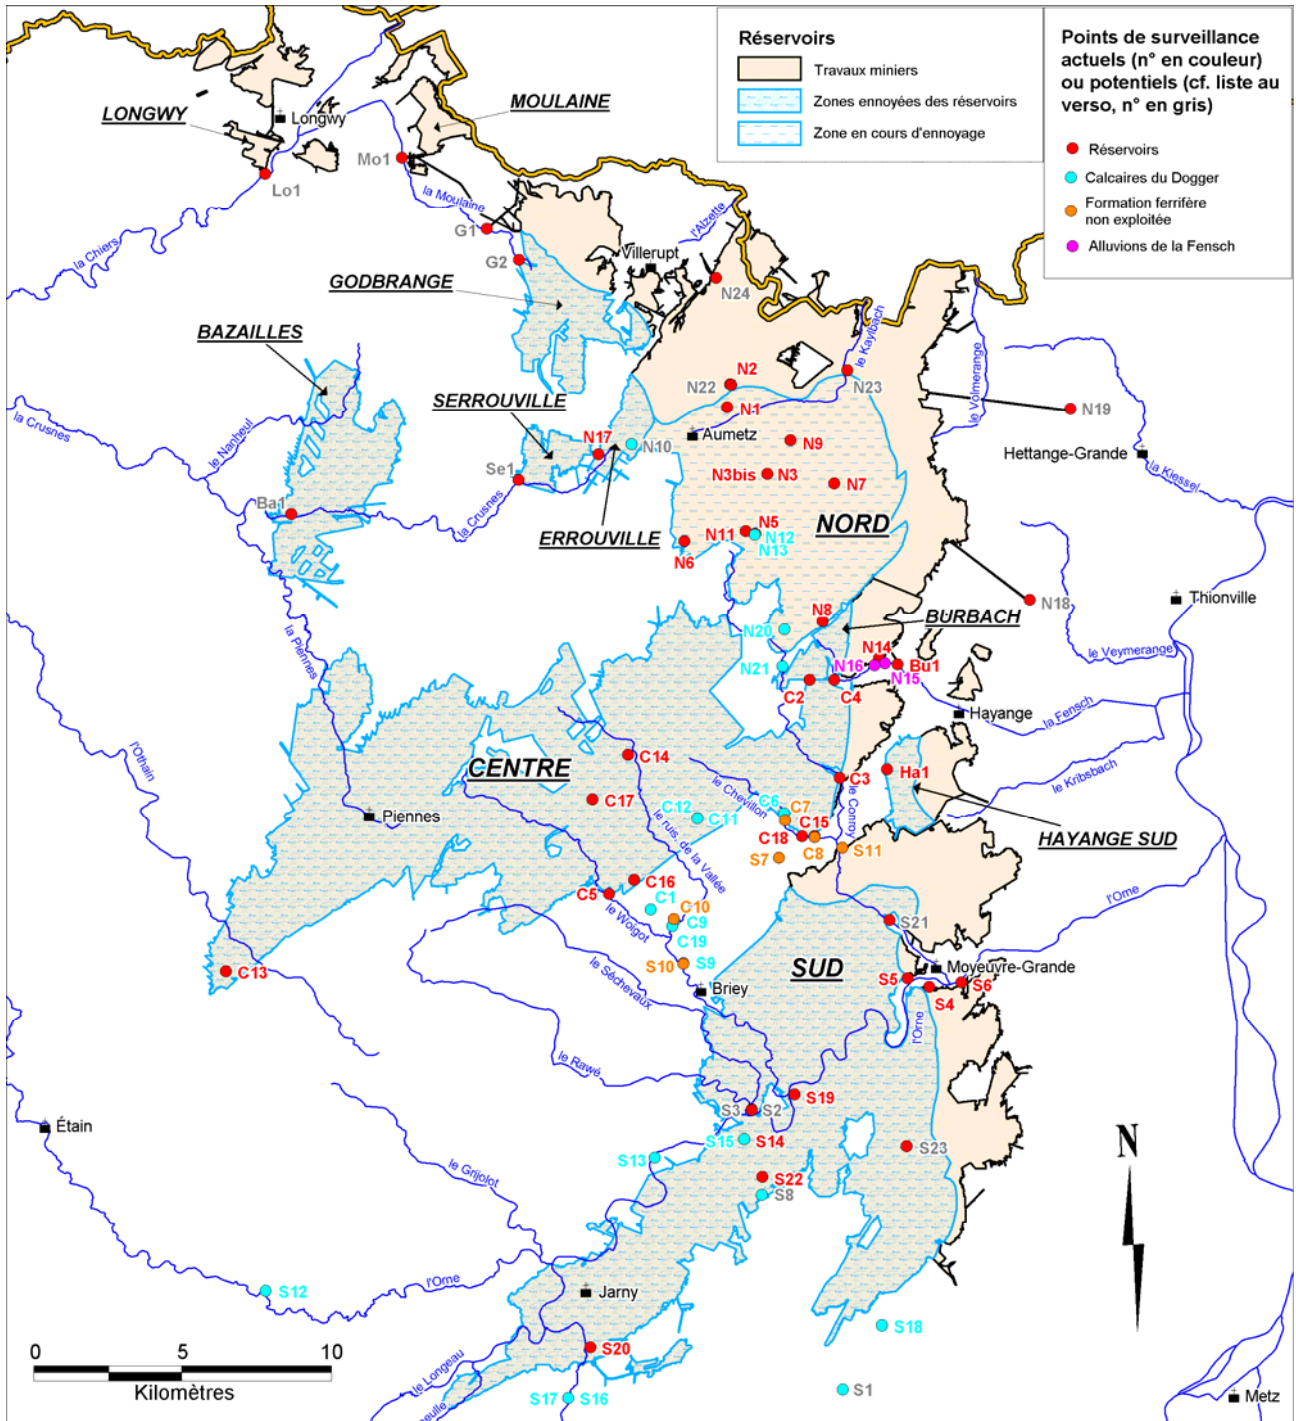 Réservoirs
Travaux miniers
Zones ennoyées des réservoirs
Zone en cours d'ennoyage
Points de surveillance
actuels (n° en couleur)
ou potentiels (cf. liste au
verso, n° en gris)
Réservoirs
Calcaires du Dogger
Formation ferrifère
non exploitée
Alluvions de la Fensch
LONGWY
Longwy
MOULAINE
Mo1
Lo1
la Moulaine
la Chiers
G1
G2
Villerupt
l'Alzette
GODBRANGE
N24
BAZAILLES
le Kaylbach
le Volmerange
N2
N22
N23
SERROUVILLE
N1
N19
la Crusnes
le Nanheul
N17
N10
Aumetz
N9
Hettange-Grande
la Kiessel
Se1
N3bis
N3
N7
Ba1
la Crusnes
NORD
ERROUVILLE
N11
N5
N12
N13
N6
N18
Thionville
N8
BURBACH
la Piennes
N20
N14
le Veymerange
N21
N16
Bu1
N15
C2
C4
Hayange
la Fensch
l'Othain
C14
CENTRE
C3
Ha1
le Kribsbach
le Chevillon
le Conroy
C17
C6
C7
Piennes
C12
C11
C15
le ruis. de la Vallée
C18
C8
S11
HAYANGE SUD
S7
C16
C5
C1
C10
l'Orne
le Woigot
C9
S21
C19
SUD
C13
S10
S9
le Séchevaux
Moyeuvre-Grande
S5
S6
Briey
S4
l'Orne
le Rawé
S19
S3
S2
Étain
S15
S14
S23
N
S13
le Grijolot
S22
S8
l'Orne
S12
Jarny
S18
0 5 10
Kilomètres
S20
le Longeau
S17
S16
S1
Metz